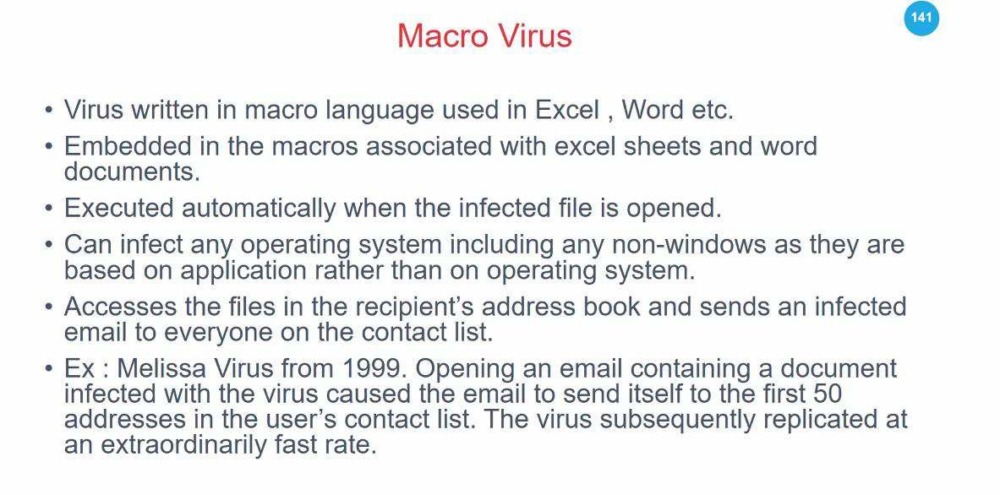 141
Macro Virus
• Virus written in macro language used in Excel , Word etc.
• Embedded in the macros associated with excel sheets and word
documents.
• Executed automatically when the infected file is opened.
• Can infect any operating system including any non-windows as they are
based on application rather than on operating system.
• Accesses the files in the recipient’s address book and sends an infected
email to everyone on the contact list.
• Ex : Melissa Virus from 1999. Opening an email containing a document
infected with the virus caused the email to send itself to the first 50
addresses in the user’s contact list. The virus subsequently replicated at
an extraordinarily fast rate.